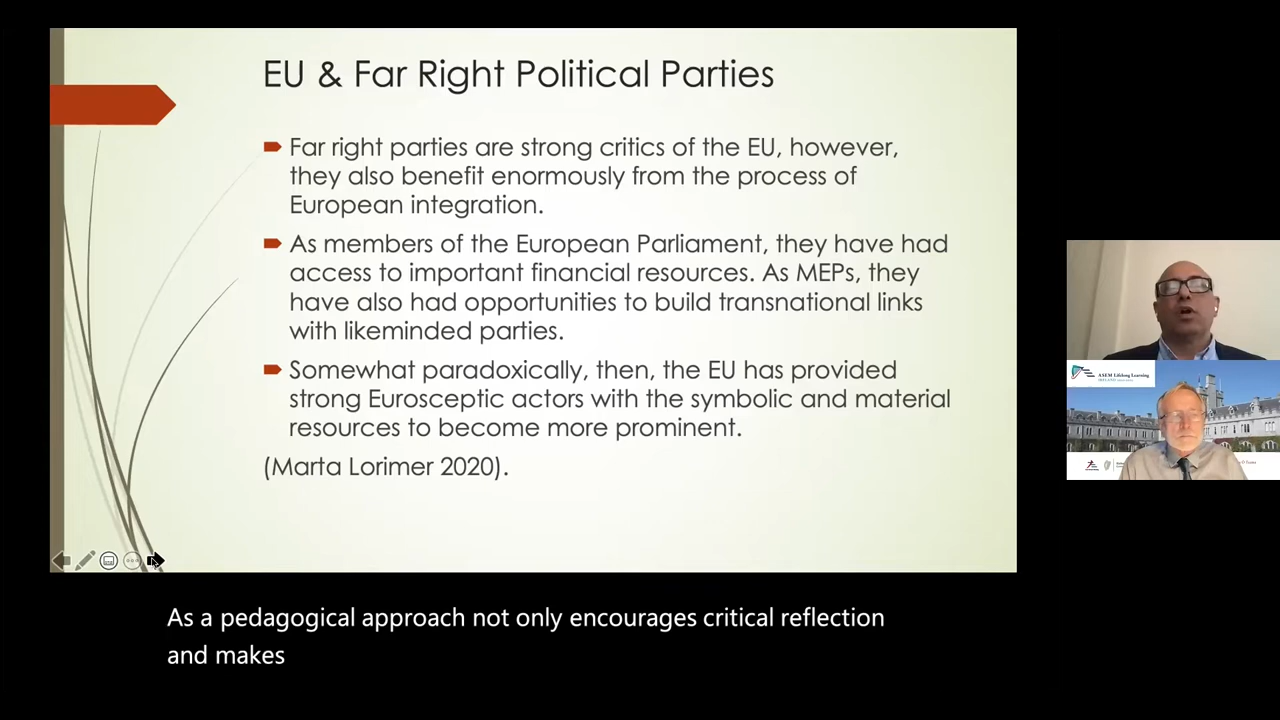 EU & Far Right Political Parties
Far right parties are strong critics of the EU, however,
they also benefit enormously from the process of
European integration.
As members of the European Parliament, they have had
access to important financial resources. As MEPs, they
have also had opportunities to build transnational links
with likeminded parties.
Somewhat paradoxically, then, the EU has provided
strong Eurosceptic actors with the symbolic and material
resources to become more prominent.
(Marta Lorimer 2020).
ASEM Lifelong Learning
As a pedagogical approach not only encourages critical reflection
and makes